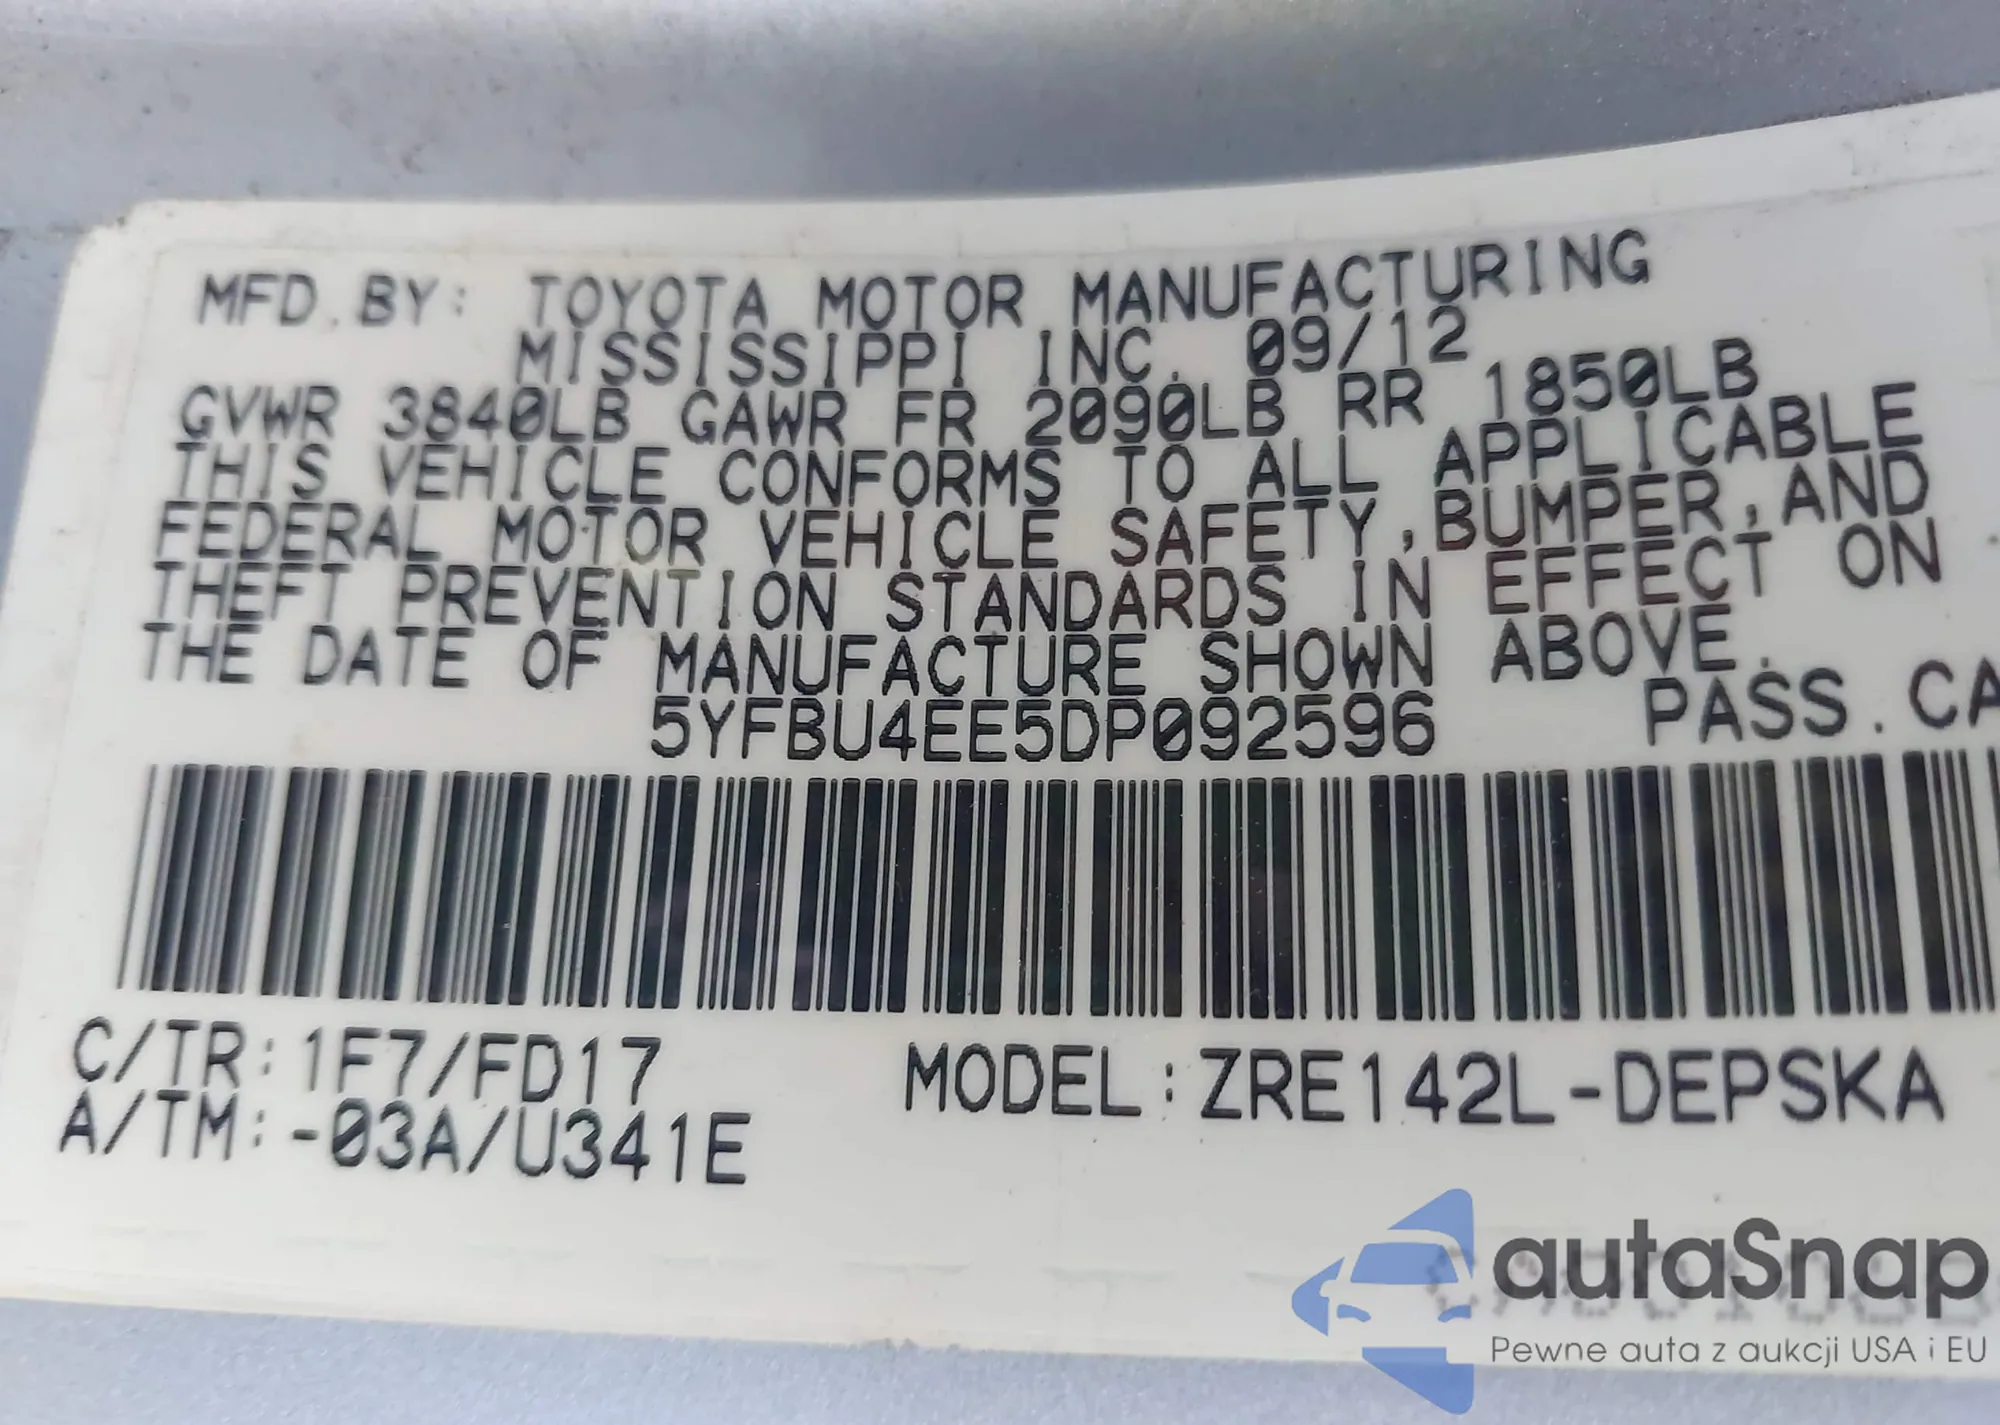 MFD.BY: TOYOTA MOTOR MANUFACTURING
MISSISSIPPI INC. 09/12
GVWR 3840LB GAWR FR 2090LB RR 1850LB
THIS VEHICLE CONFORMS TO ALL APPLICABLE
FEDERAL MOTOR VEHICLE SAFETY,BUMPER,AND
THEFT PREVENTION STANDARDS IN EFFECT ON
THE DATE OF MANUFACTURE SHOWN ABOVE.
5YFBU4EE5DP092596 PASS.CA
C/TR:1F7/FD17 MODEL:ZRE142L-DEPSKA
A/TM:-03A/U341E
autaSnap
Pewne auta z aukcji USA i EU